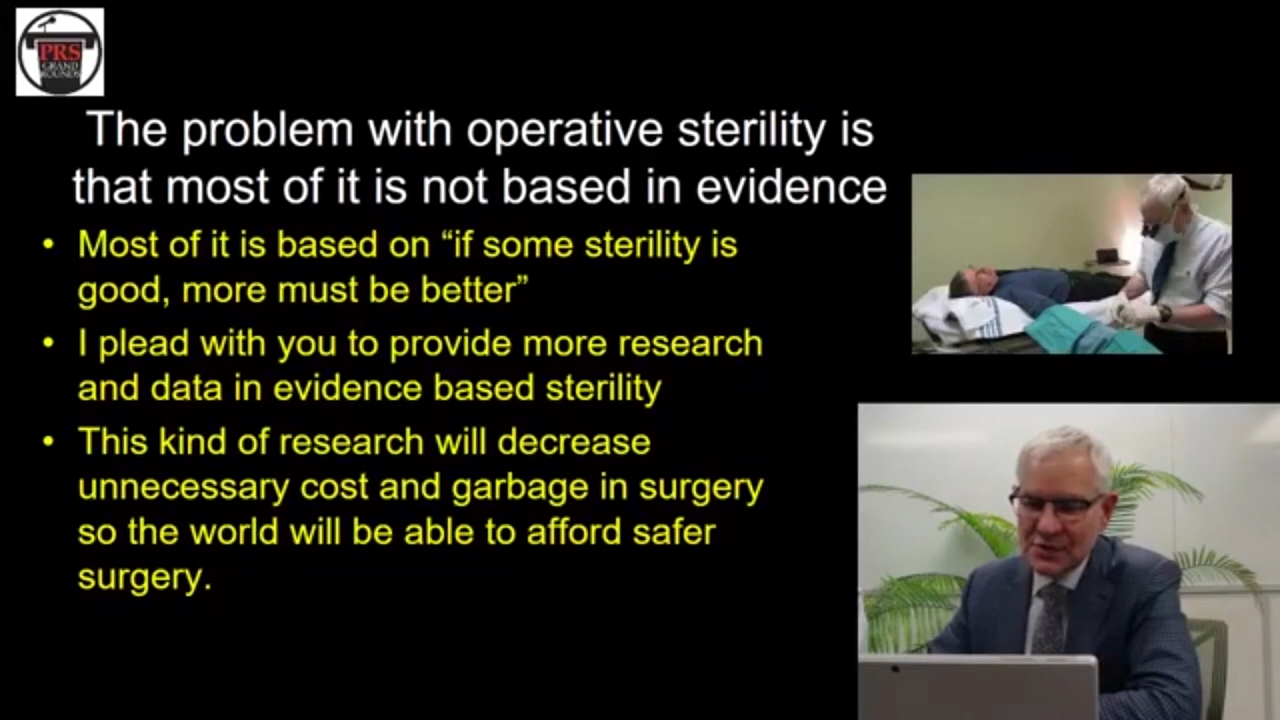 PRS
GRAND
ROUNDS
The problem with operative sterility is
that most of it is not based in evidence
• Most of it is based on “if some sterility is
good, more must be better”
• I plead with you to provide more research
and data in evidence based sterility
• This kind of research will decrease
unnecessary cost and garbage in surgery
so the world will be able to afford safer
surgery.